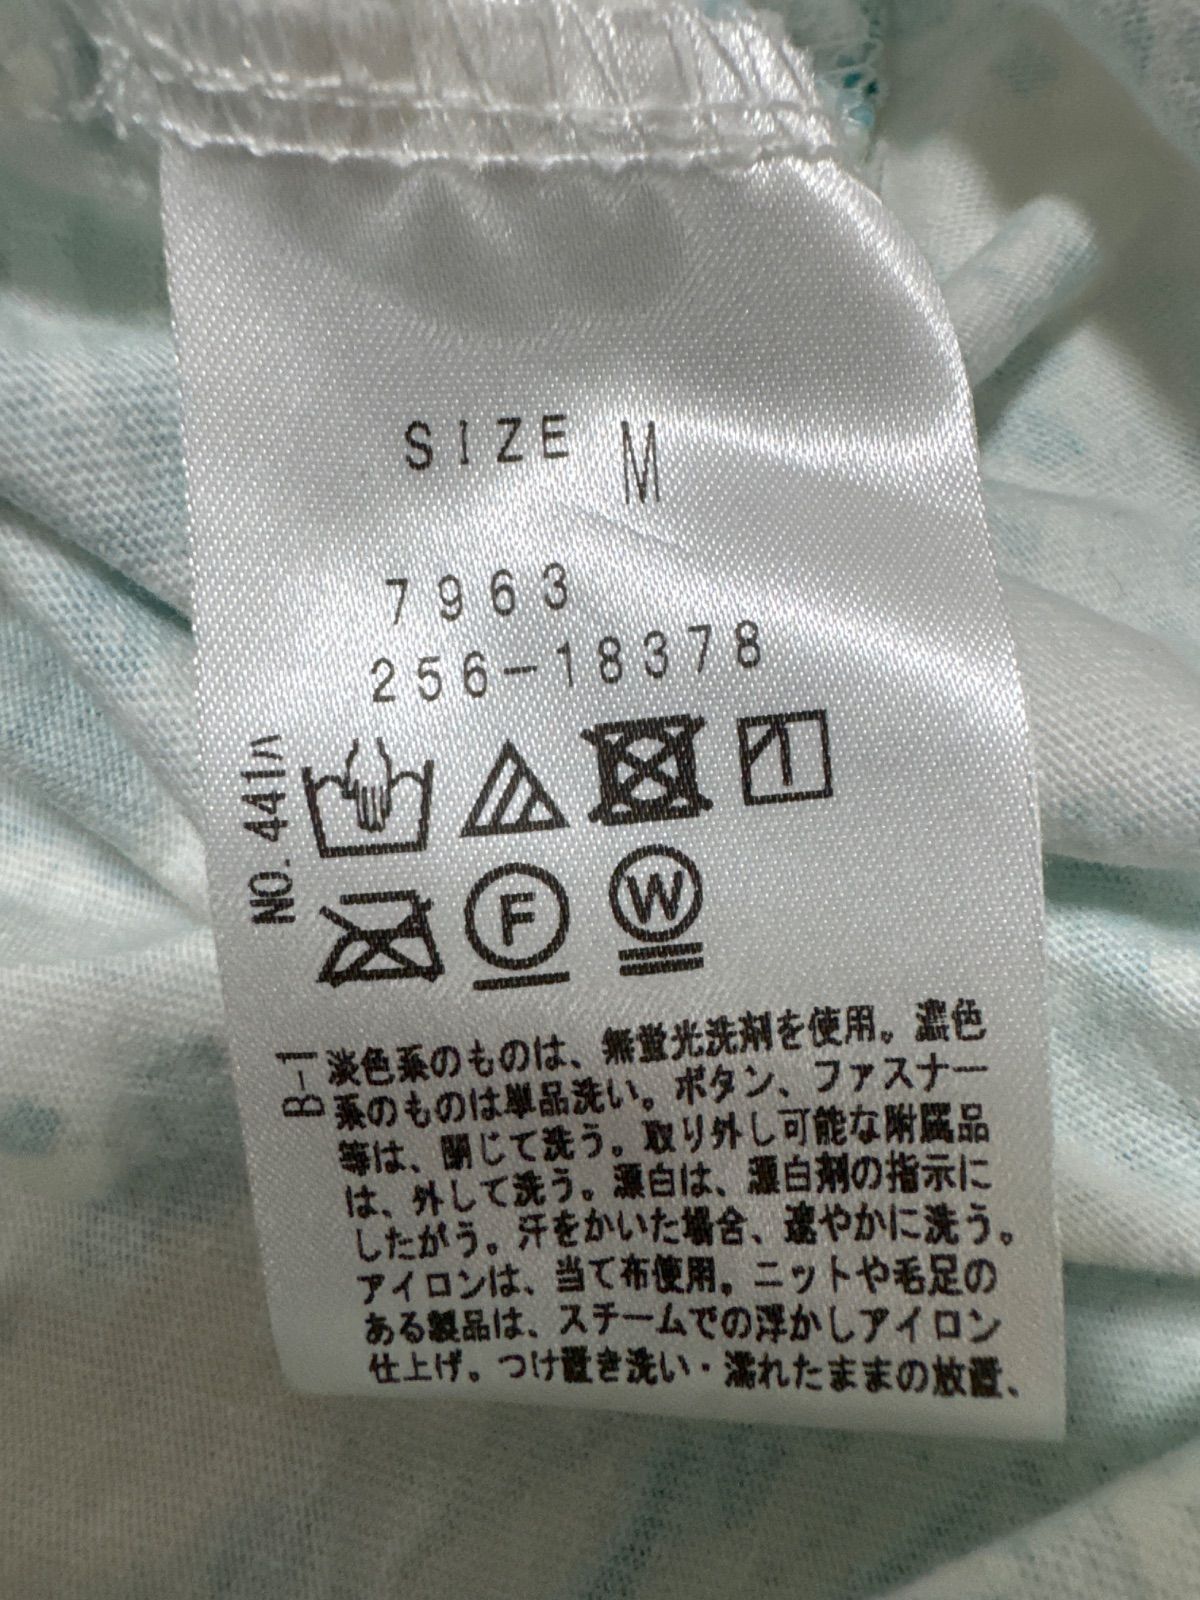 SIZE M
7963
256-18378
NO.441ハ
F
W
B-1
淡色系のものは、無蛍光洗剤を使用。濃色
系のものは単品洗い。ボタン、ファスナー
等は、閉じて洗う。取り外し可能な附属品
は、外して洗う。漂白は、漂白剤の指示に
したがう。汗をかいた場合、速やかに洗う。
アイロンは、当て布使用。ニットや毛足の
ある製品は、スチームでの浮かしアイロン
仕上げ。つけ置き洗い・濡れたままの放置、